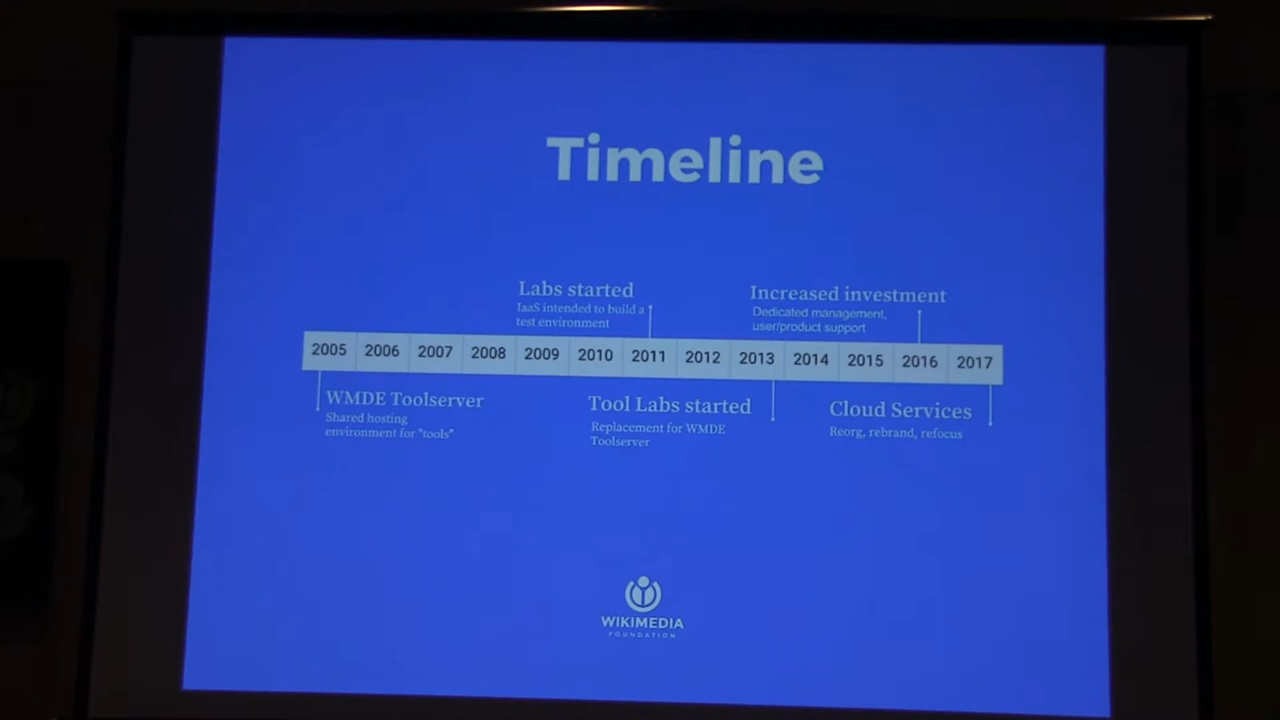 Timeline
Labs started
IaaS intended to build a
test environment
Increased investment
Dedicated management,
user/product support
2005 2006 2007 2008 2009 2010 2011 2012 2013 2014 2015 2016 2017
WMDE Toolserver
Shared hosting
environment for "tools"
Tool Labs started
Replacement for WMDE
Toolserver
Cloud Services
Reorg, rebrand, refocus
WIKIMEDIA
FOUNDATION